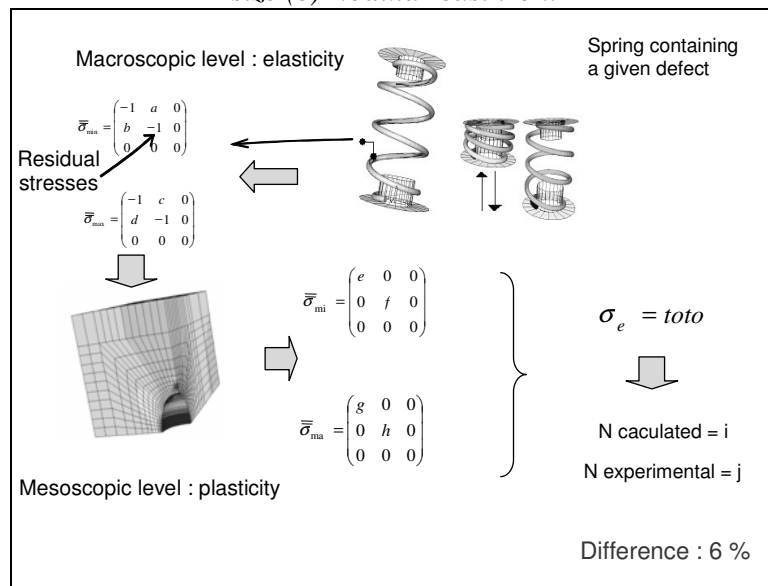 Macroscopic level : elasticity
Spring containing
a given defect
σ̿min = (−1 a 0
b −1 0
0 0 0)
Residual
stresses
σ̿max = (−1 c 0
d −1 0
0 0 0)
σ̿mi = (e 0 0
0 f 0
0 0 0)
σ̿ma = (g 0 0
0 h 0
0 0 0)
σe = toto
N caculated = i
N experimental = j
Mesoscopic level : plasticity
Difference : 6 %